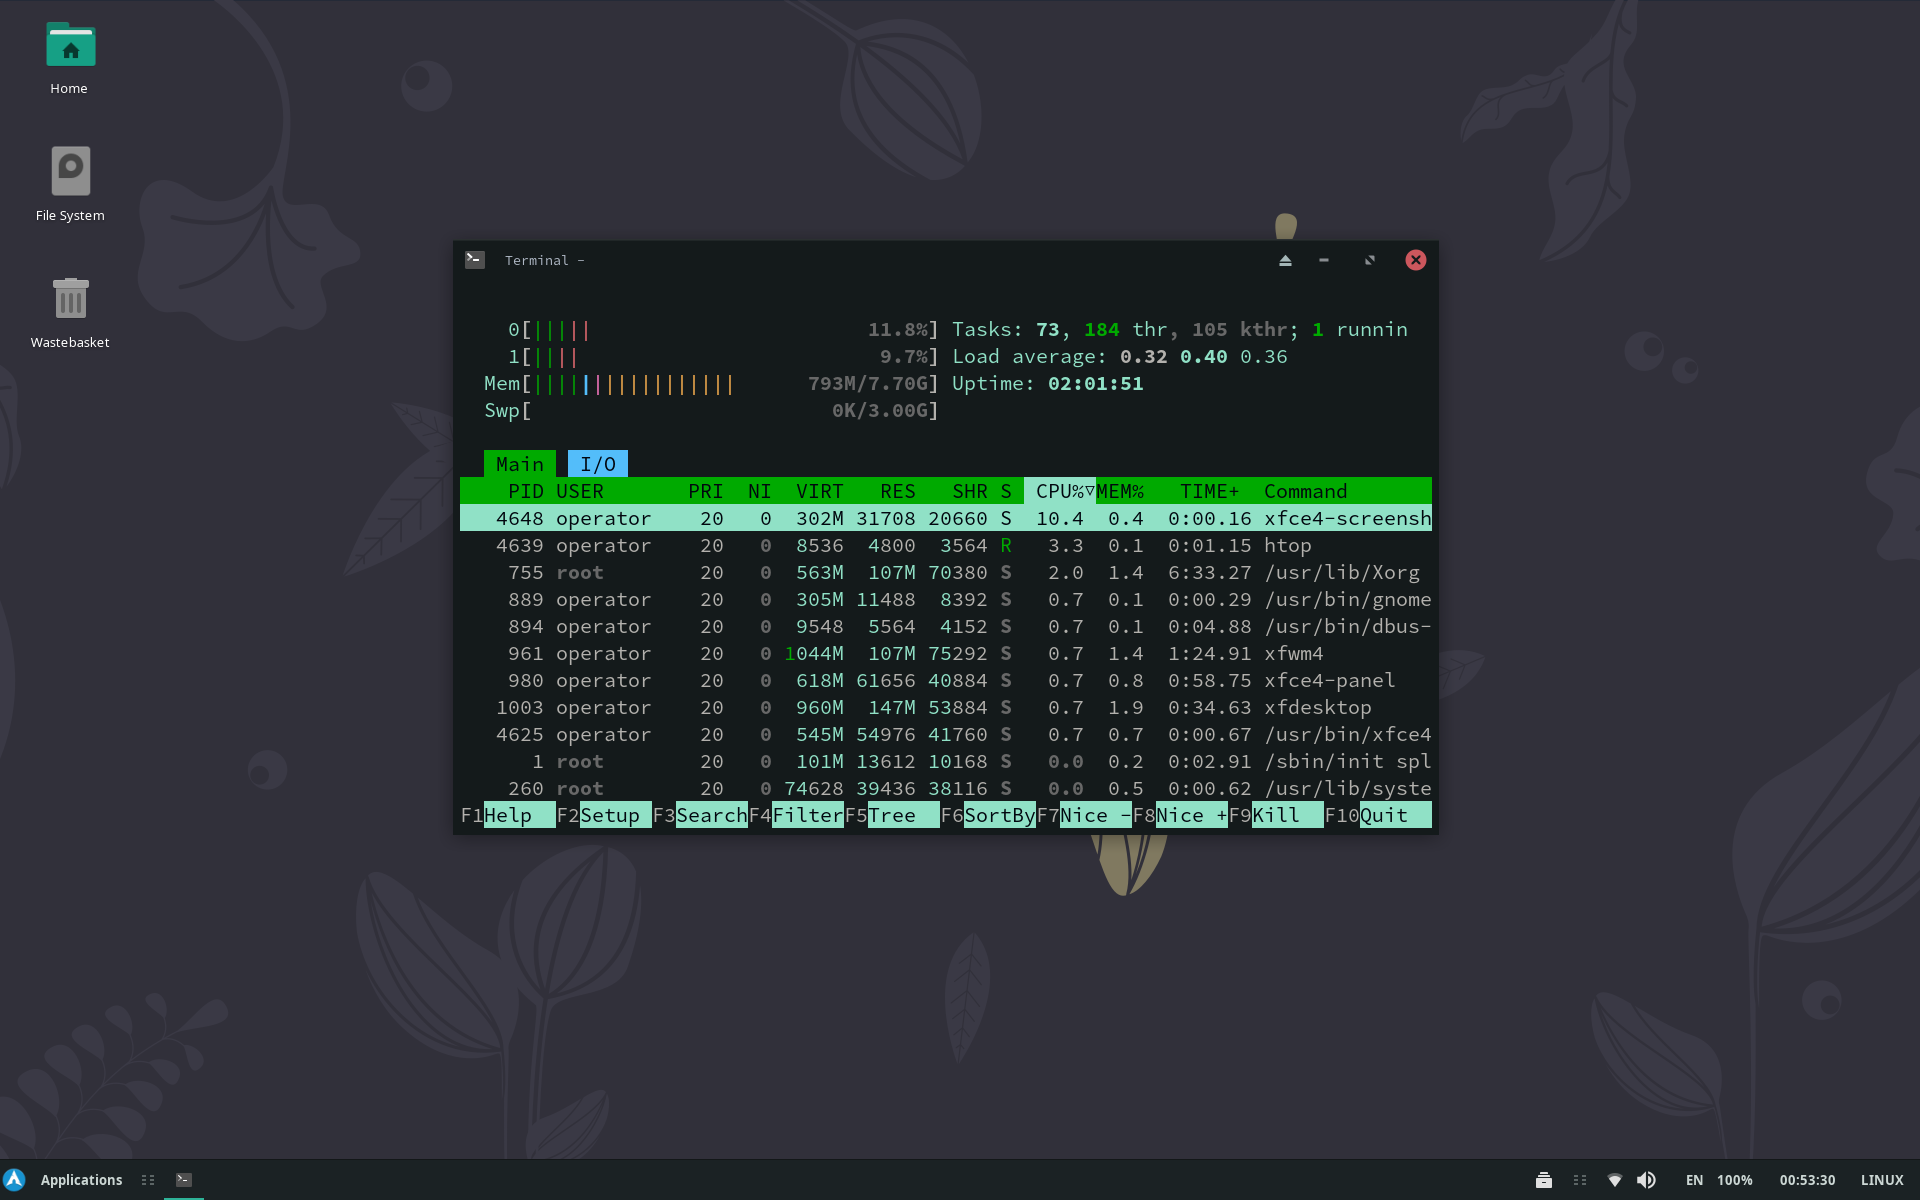 Home
File System
Wastebasket
Terminal -
0[||||| 11.8%] Tasks: 73, 184 thr, 105 kthr; 1 runnin
1[|||| 9.7%] Load average: 0.32 0.40 0.36
Mem[||||||||||||||||| 793M/7.70G] Uptime: 02:01:51
Swp[ 0K/3.00G]
Main I/O
PID USER PRI NI VIRT RES SHR S CPU%▽MEM% TIME+ Command
4648 operator 20 0 302M 31708 20660 S 10.4 0.4 0:00.16 xfce4-screensh
4639 operator 20 0 8536 4800 3564 R 3.3 0.1 0:01.15 htop
755 root 20 0 563M 107M 70380 S 2.0 1.4 6:33.27 /usr/lib/Xorg
889 operator 20 0 305M 11488 8392 S 0.7 0.1 0:00.29 /usr/bin/gnome
894 operator 20 0 9548 5564 4152 S 0.7 0.1 0:04.88 /usr/bin/dbus-
961 operator 20 0 1044M 107M 75292 S 0.7 1.4 1:24.91 xfwm4
980 operator 20 0 618M 61656 40884 S 0.7 0.8 0:58.75 xfce4-panel
1003 operator 20 0 960M 147M 53884 S 0.7 1.9 0:34.63 xfdesktop
4625 operator 20 0 545M 54976 41760 S 0.7 0.7 0:00.67 /usr/bin/xfce4
1 root 20 0 101M 13612 10168 S 0.0 0.2 0:02.91 /sbin/init spl
260 root 20 0 74628 39436 38116 S 0.0 0.5 0:00.62 /usr/lib/syste
F1Help F2Setup F3SearchF4FilterF5Tree F6SortByF7Nice -F8Nice +F9Kill F10Quit
Applications EN 100% 00:53:30 LINUX